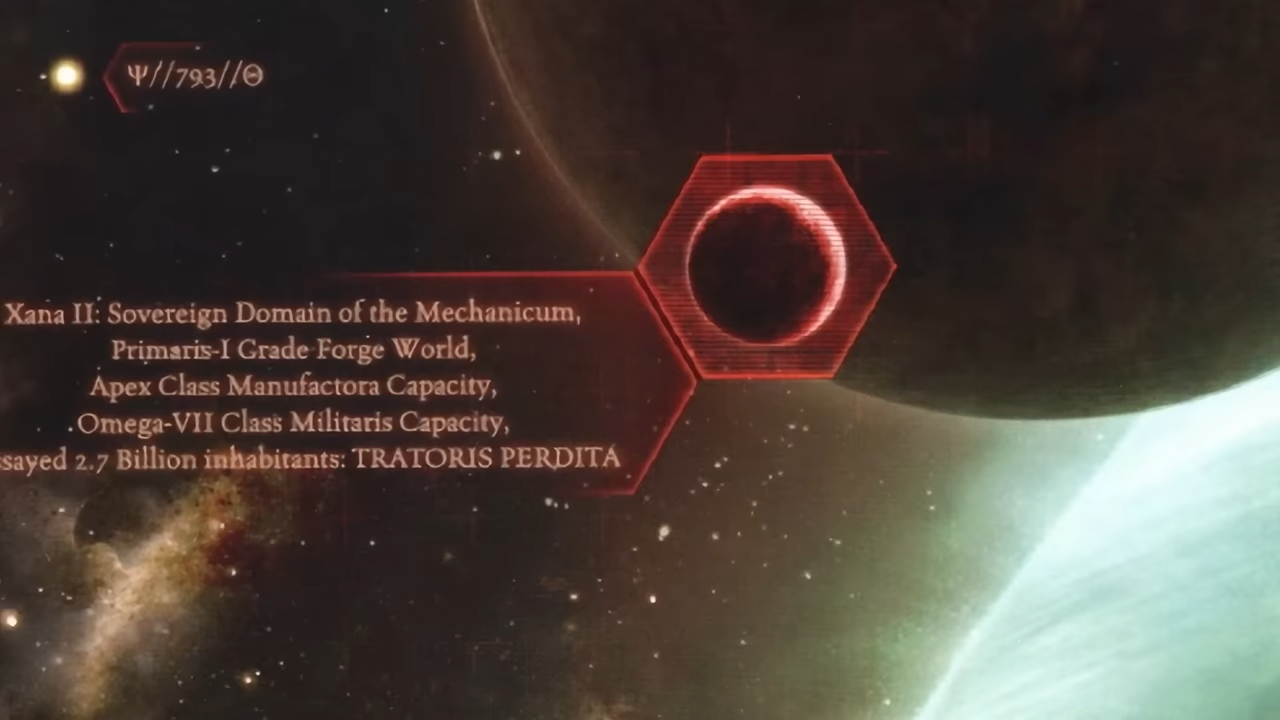 Ψ//793//Θ
Xana II: Sovereign Domain of the Mechanicum,
Primaris-I Grade Forge World,
Apex Class Manufactora Capacity,
Omega-VII Class Militaris Capacity,
2.7 Billion inhabitants: TRATORIS PERDITA